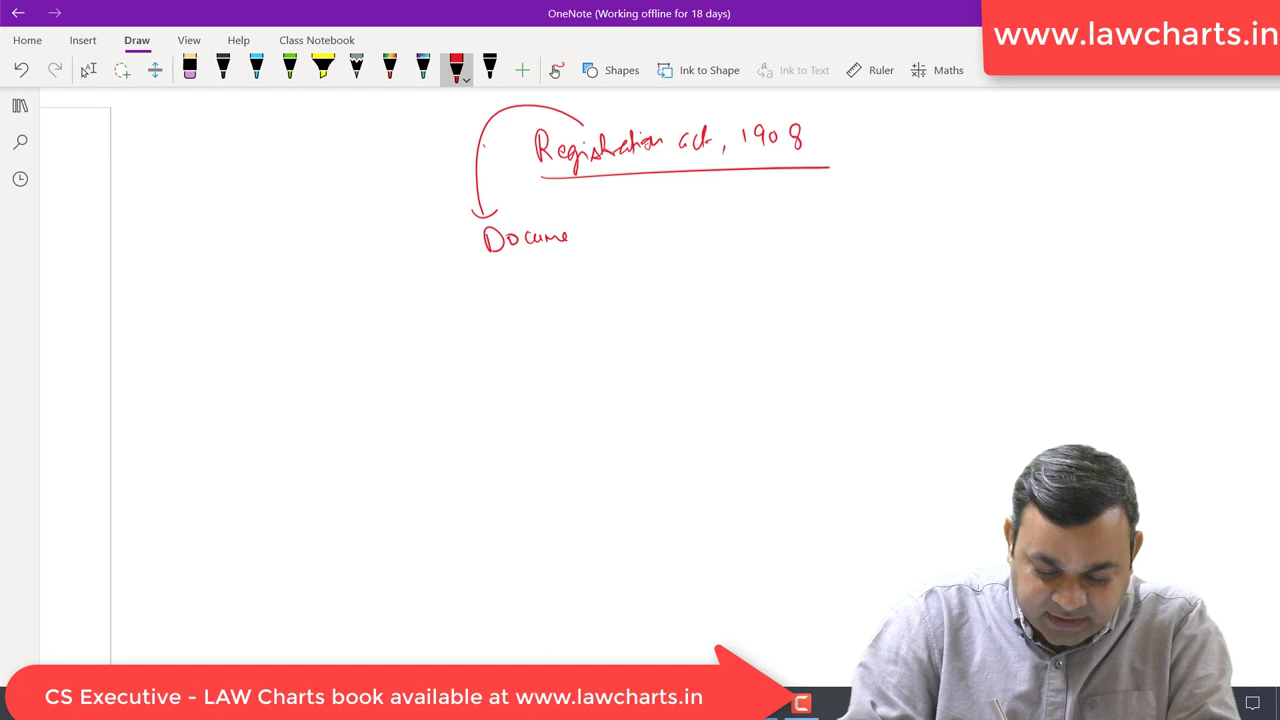 OneNote (Working offline for 18 days)
www.lawcharts.in
Home Insert Draw View Help Class Notebook
Shapes Ink to Shape Ink to Text Ruler Maths
Registration act, 1908
Docume
CS Executive - LAW Charts book available at www.lawcharts.in